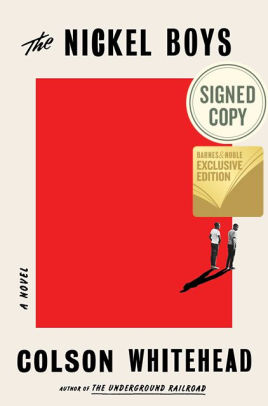 The NICKEL BOYS
SIGNED
COPY
BARNES & NOBLE
EXCLUSIVE
EDITION
A NOVEL
COLSON WHITEHEAD
AUTHOR OF THE UNDERGROUND RAILROAD